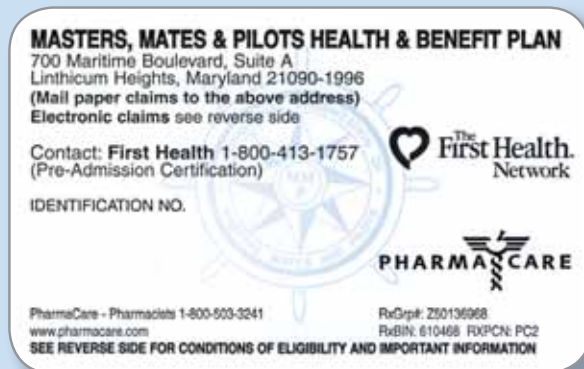 MASTERS, MATES & PILOTS HEALTH & BENEFIT PLAN
700 Maritime Boulevard, Suite A
Linthicum Heights, Maryland 21090-1996
(Mail paper claims to the above address)
Electronic claims see reverse side
Contact: First Health 1-800-413-1757
(Pre-Admission Certification)
The
First Health.
Network
IDENTIFICATION NO.
PHARMACARE
PharmaCare - Pharmacists 1-800-503-3241
www.pharmacare.com
RxGrp#: Z50136968
RxBIN: 610468 RXPCN: PC2
SEE REVERSE SIDE FOR CONDITIONS OF ELIGIBILITY AND IMPORTANT INFORMATION